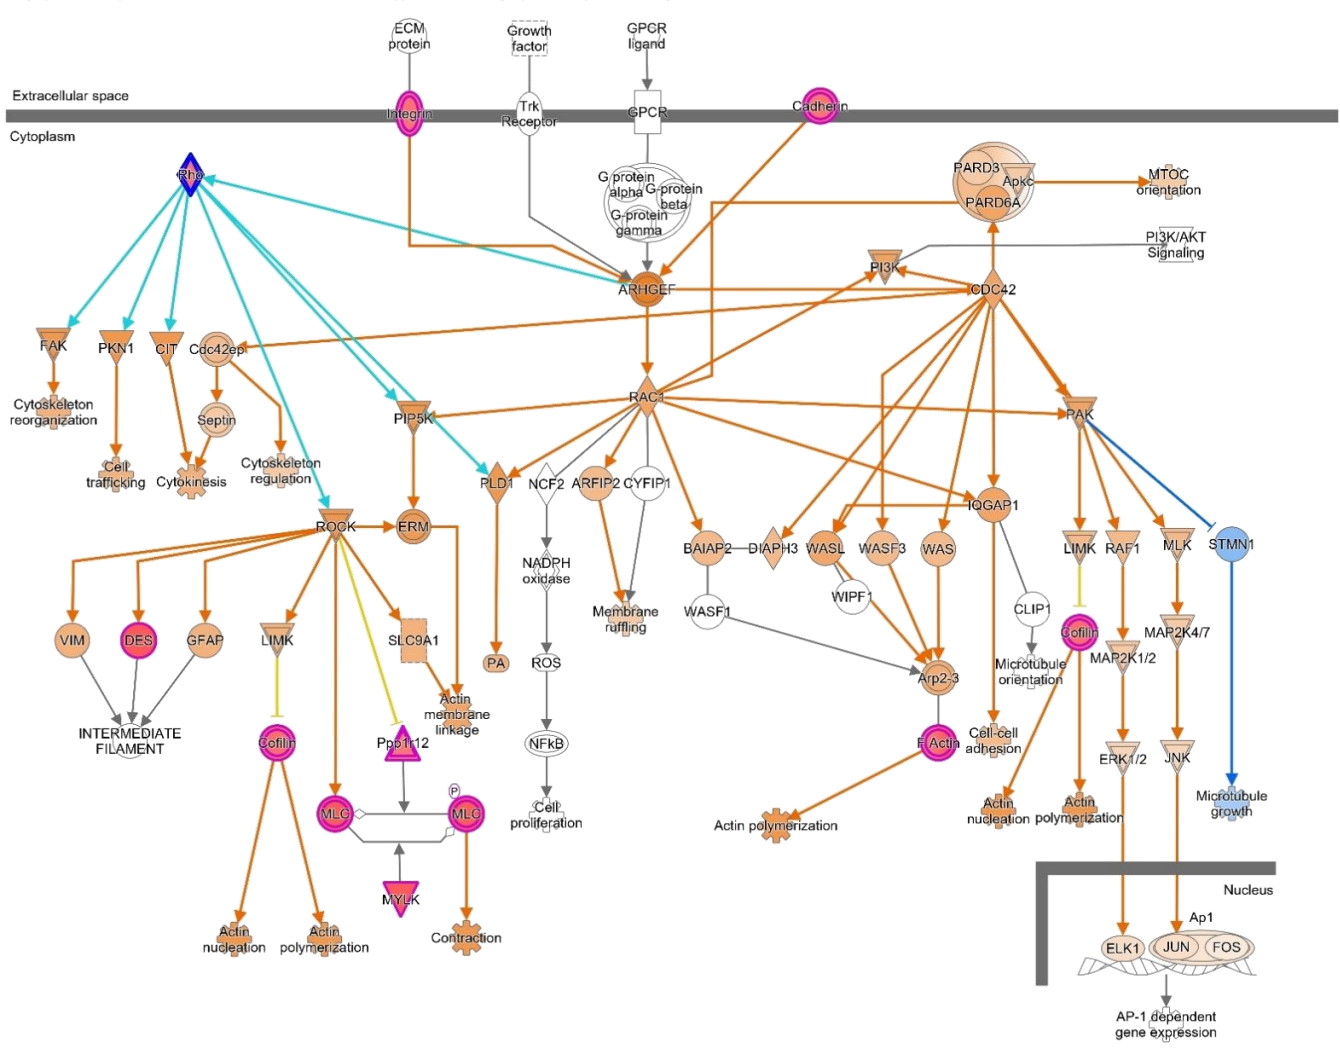 ECM
protein
Growth
factor
GPCR
ligand
Extracellular space
Integrin
Trk
Receptor
GPCR
Cadherin
Cytoplasm
Rho
G-protein
alpha
G-protein
beta
G-protein
gamma
PARD3
Apkc
PARD6A
MTOC
orientation
PI3K/AKT
Signaling
PI3K
ARHGEF
CDC42
FAK
PKN1
CIT
Cdc42ep
Cytoskeleton
reorganization
Septin
PIP5K
RAC1
PAK
Cell
trafficking
Cytokinesis
Cytoskeleton
regulation
PLD1
NCF2
ARFIP2
CYFIP1
IQGAP1
ROCK
ERM
BAIAP2
DIAPH3
WASL
WASF3
WAS
LIMK
RAF1
MLK
STMN1
NADPH
oxidase
WIPF1
WASF1
CLIP1
Membrane
ruffling
VIM
DES
GFAP
LIMK
SLC9A1
PA
ROS
Cofilin
MAP2K4/7
MAP2K1/2
Microtubule
orientation
Arp2-3
Actin
membrane
linkage
INTERMEDIATE
FILAMENT
Cofilin
Ppp1r12
NFkB
F Actin
Cell-cell
adhesion
ERK1/2
JNK
P
MLC
MLC
Cell
proliferation
Actin polymerization
Actin
nucleation
Actin
polymerization
Microtubule
growth
MYLK
Nucleus
Actin
nucleation
Actin
polymerization
Contraction
Ap1
ELK1
JUN
FOS
AP-1 dependent
gene expression